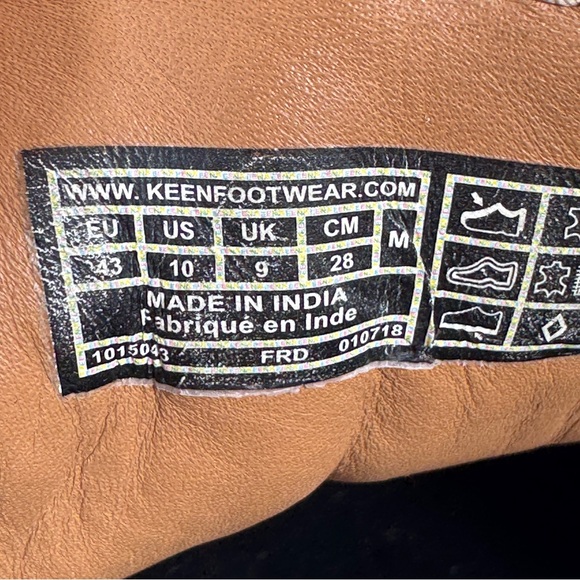 WWW. KEENFOOTWEAR.COM
EU US UK CM M
43 10 9 28
MADE IN INDIA
Fabriqué en Inde
1015043 FRD 010718